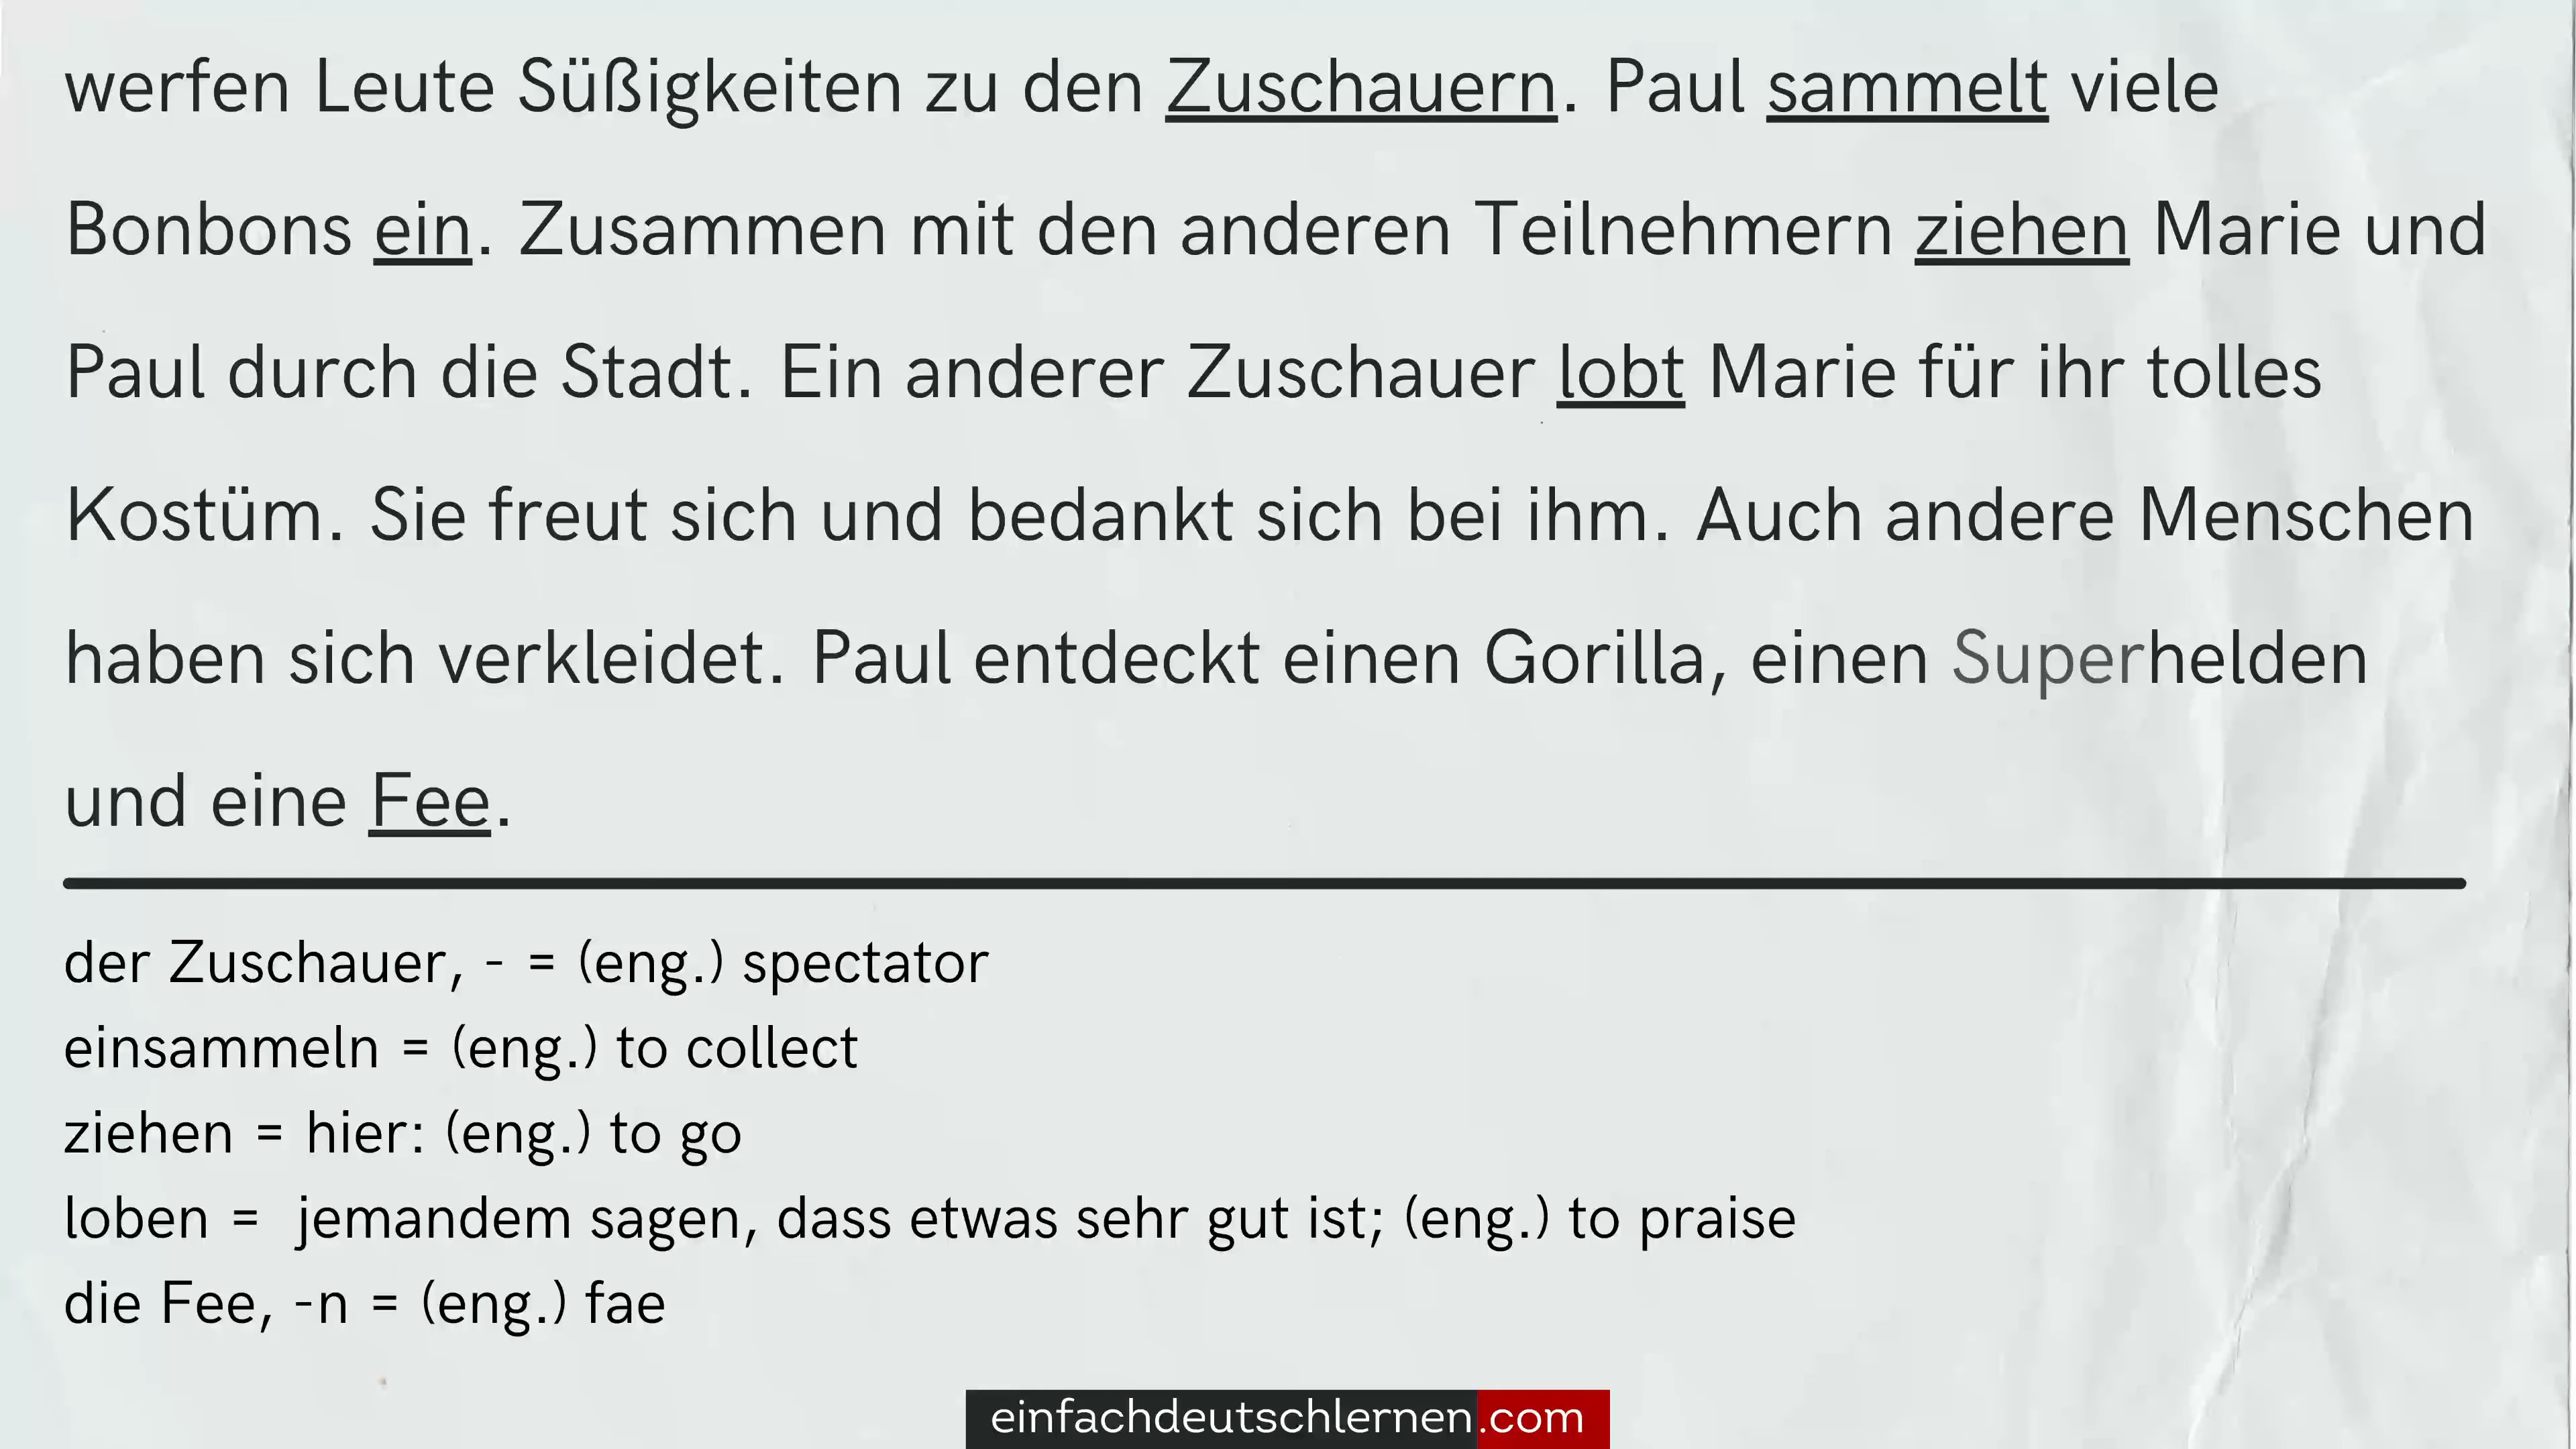 werfen Leute Süßigkeiten zu den Zuschauern. Paul sammelt viele
Bonbons ein. Zusammen mit den anderen Teilnehmern ziehen Marie und
Paul durch die Stadt. Ein anderer Zuschauer lobt Marie für ihr tolles
Kostüm. Sie freut sich und bedankt sich bei ihm. Auch andere Menschen
haben sich verkleidet. Paul entdeckt einen Gorilla, einen Superhelden
und eine Fee.
der Zuschauer, - = (eng.) spectator
einsammeln = (eng.) to collect
ziehen = hier: (eng.) to go
loben = jemandem sagen, dass etwas sehr gut ist; (eng.) to praise
die Fee, -n = (eng.) fae
einfachdeutschlernen.com